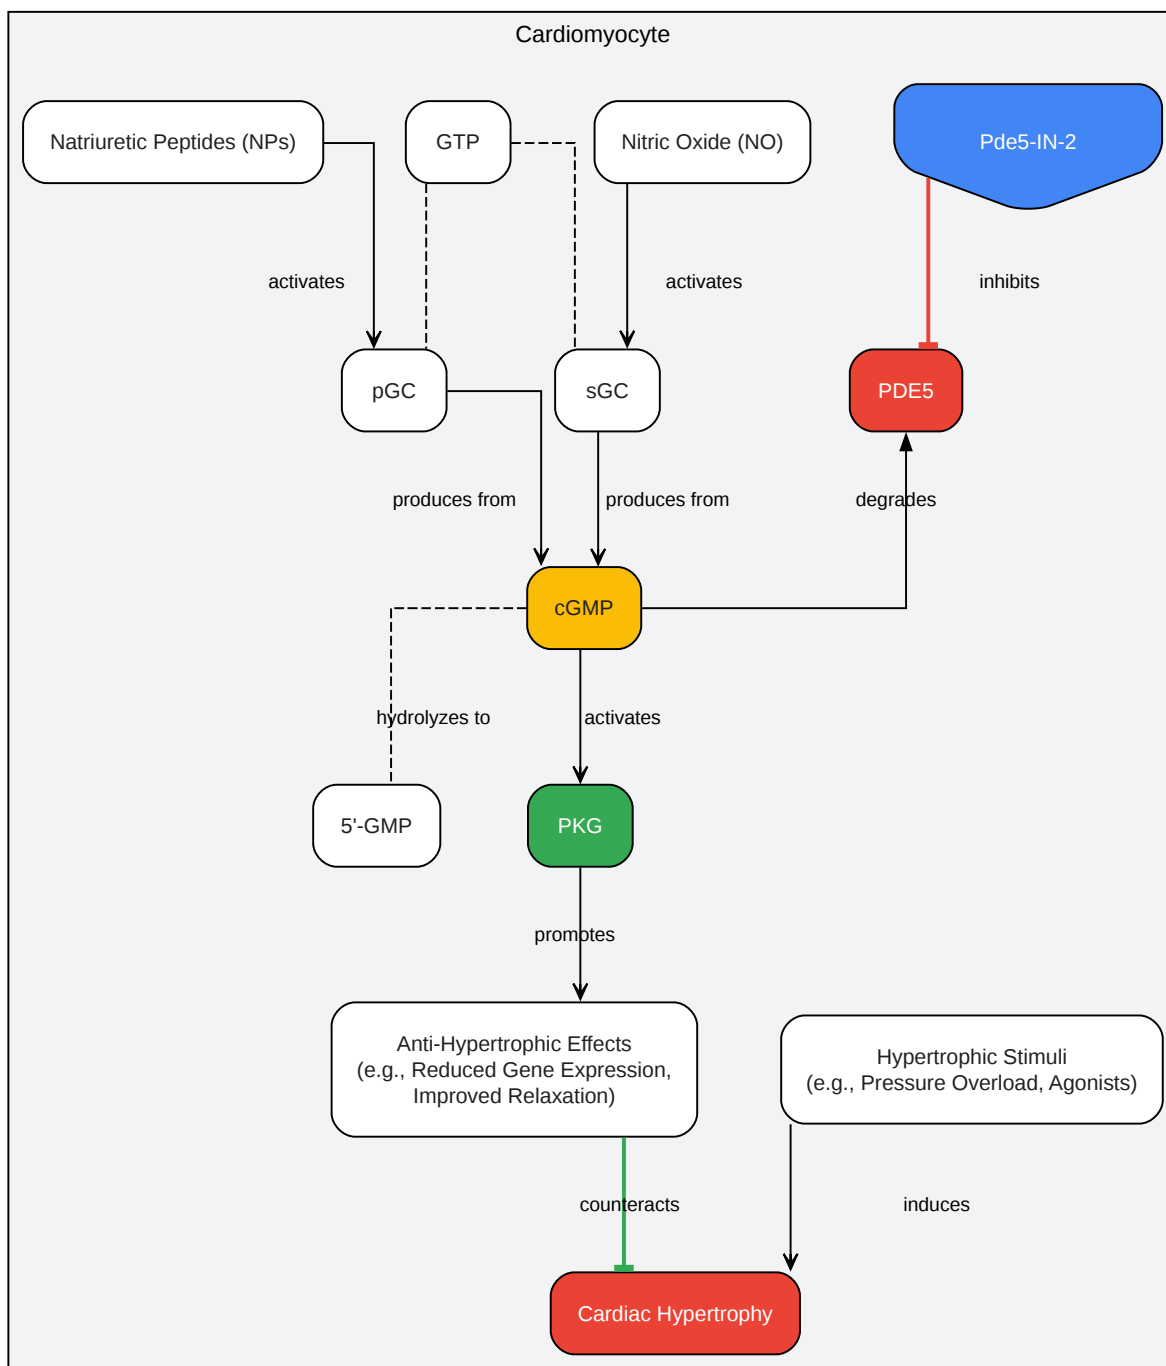 Cardiomyocyte
Natriuretic Peptides (NPs)
GTP
Nitric Oxide (NO)
Pde5-IN-2
activates
activates
inhibits
pGC
sGC
PDE5
produces from
produces from
degrades
cGMP
hydrolyzes to
activates
5'-GMP
PKG
promotes
Anti-Hypertrophic Effects
(e.g., Reduced Gene Expression,
Improved Relaxation)
Hypertrophic Stimuli
(e.g., Pressure Overload, Agonists)
counteracts
induces
Cardiac Hypertrophy